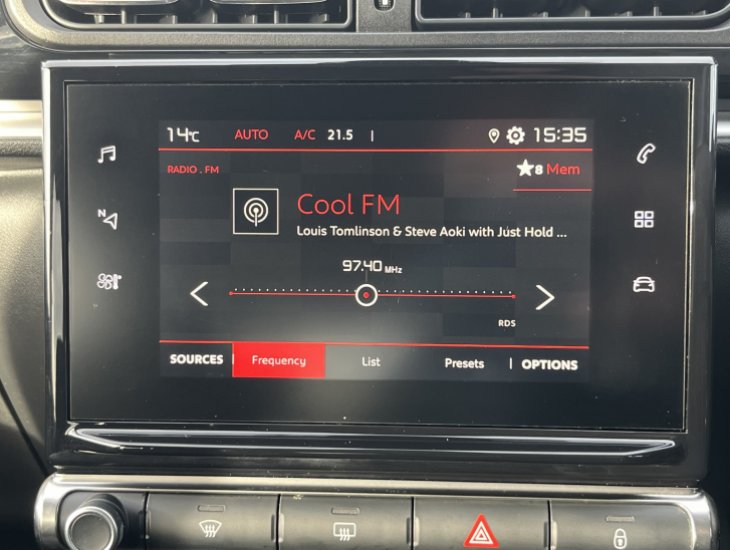 14°C AUTO A/C 21.5 | 15:35
RADIO . FM
8 Mem
Cool FM
Louis Tomlinson & Steve Aoki with Just Hold ...
N
97.40 MHz
RDS
SOURCES Frequency List Presets | OPTIONS